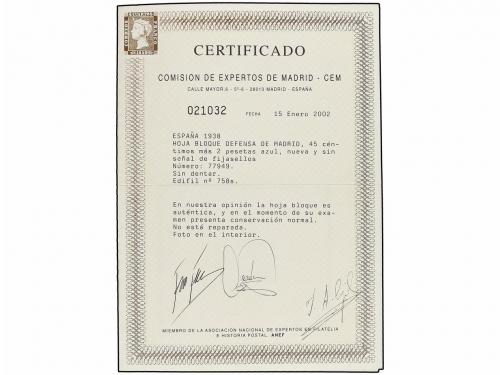 CERTIFICADO
COMISION DE EXPERTOS DE MADRID - CEM
CALLE MAYOR,6 - 5º-6 - 28013 MADRID - ESPAÑA
021032 FECHA 15 Enero 2002
ESPAÑA 1938
HOJA BLOQUE DEFENSA DE MADRID, 45 cén-
timos más 2 pesetas azul, nueva y sin
señal de fijasellos
Número: 77949.
Sin dentar.
Edifil nº 758s.
En nuestra opinión la hoja bloque es
auténtica, y en el momento de su exa-
men presenta conservación normal.
No está reparada.
Foto en el interior.
MIEMBRO DE LA ASOCIACIÓN NACIONAL DE EXPERTOS EN FILATELIA
E HISTORIA POSTAL. ANEF